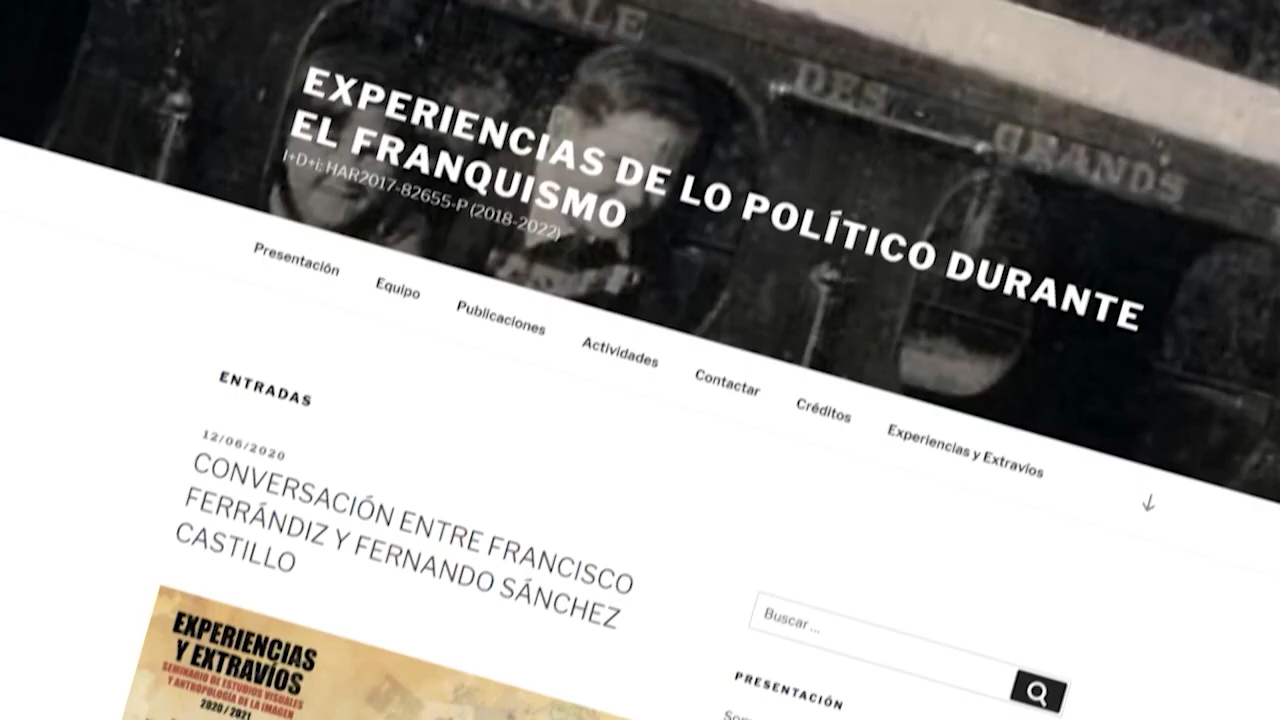 DES
GRANDS
EXPERIENCIAS DE LO POLÍTICO DURANTE
EL FRANQUISMO
I+D+i: HAR2017-82655-P (2018-2022)
Presentación
Equipo
Publicaciones
Actividades
Contactar
Créditos
Experiencias y Extravíos
ENTRADAS
12/06/2020
CONVERSACIÓN ENTRE FRANCISCO
FERRÁNDIZ Y FERNANDO SÁNCHEZ
CASTILLO
EXPERIENCIAS
Y EXTRAVÍOS
SEMINARIO DE ESTUDIOS VISUALES
Y ANTROPOLOGÍA DE LA IMAGEN
2020 / 2021
Buscar ...
PRESENTACIÓN